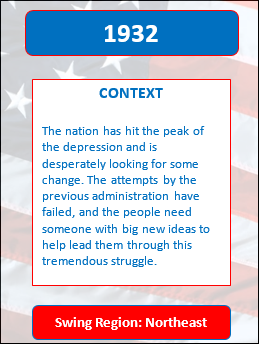 1932
CONTEXT
The nation has hit the peak of
the depression and is
desperately looking for some
change. The attempts by the
previous administration have
failed, and the people need
someone with big new ideas to
help lead them through this
tremendous struggle.
Swing Region: Northeast